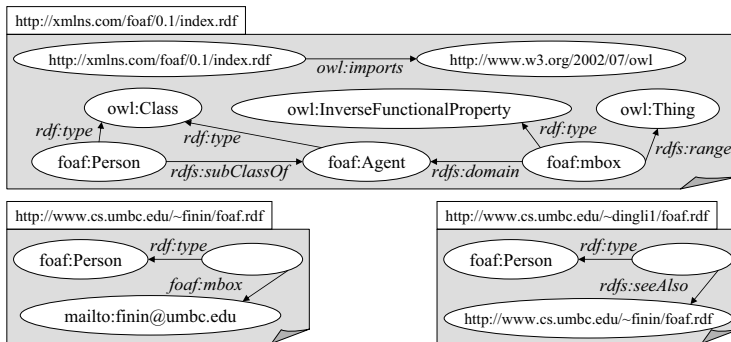 http://xmlns.com/foaf/0.1/index.rdf
http://xmlns.com/foaf/0.1/index.rdf
owl:imports
http://www.w3.org/2002/07/owl
owl:Class
owl:InverseFunctionalProperty
owl:Thing
rdf:type
rdf:type
rdf:type
rdfs:range
foaf:Person
rdfs:subClassOf
foaf:Agent
rdfs:domain
foaf:mbox
http://www.cs.umbc.edu/~finin/foaf.rdf
foaf:Person
rdf:type
foaf:mbox
mailto:finin@umbc.edu
http://www.cs.umbc.edu/~dingli1/foaf.rdf
foaf:Person
rdf:type
rdfs:seeAlso
http://www.cs.umbc.edu/~finin/foaf.rdf